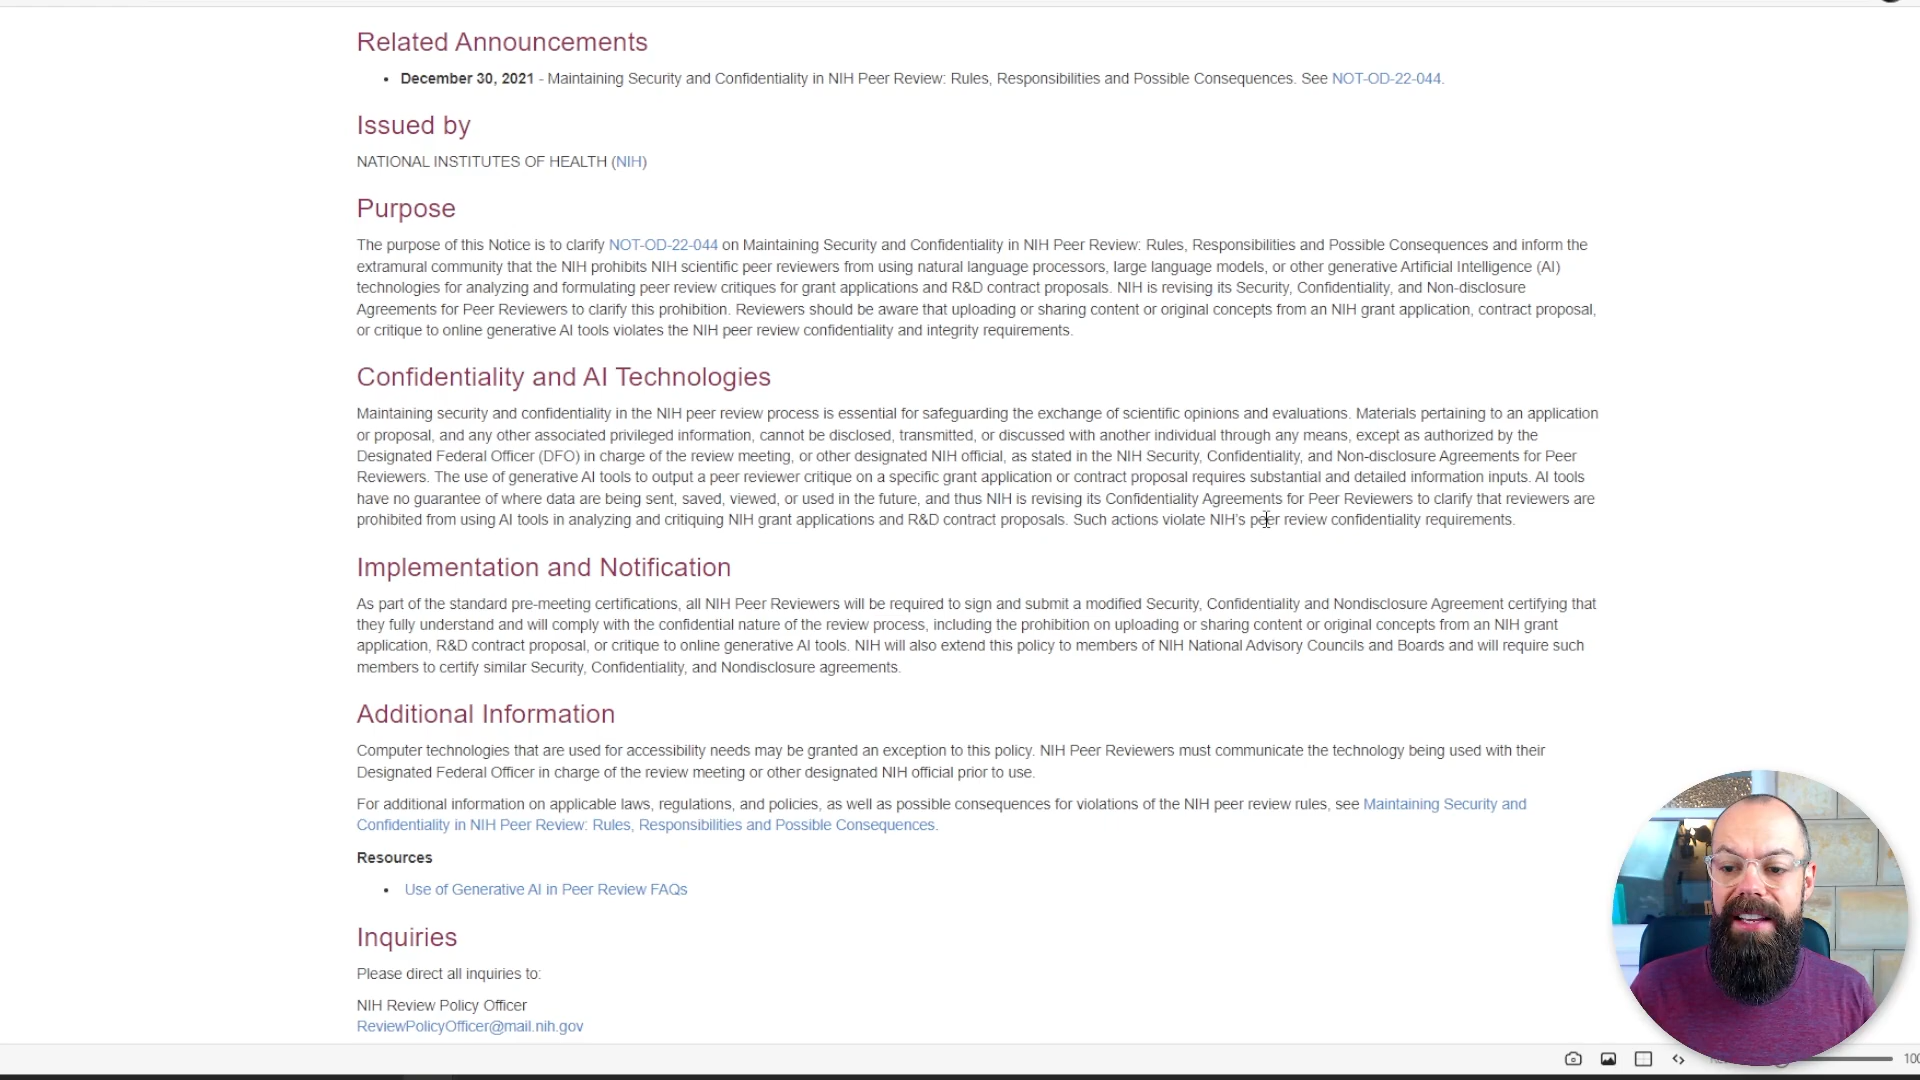 Related Announcements
• December 30, 2021 - Maintaining Security and Confidentiality in NIH Peer Review: Rules, Responsibilities and Possible Consequences. See NOT-OD-22-044.
Issued by
NATIONAL INSTITUTES OF HEALTH (NIH)
Purpose
The purpose of this Notice is to clarify NOT-OD-22-044 on Maintaining Security and Confidentiality in NIH Peer Review: Rules, Responsibilities and Possible Consequences and inform the
extramural community that the NIH prohibits NIH scientific peer reviewers from using natural language processors, large language models, or other generative Artificial Intelligence (AI)
technologies for analyzing and formulating peer review critiques for grant applications and R&D contract proposals. NIH is revising its Security, Confidentiality, and Non-disclosure
Agreements for Peer Reviewers to clarify this prohibition. Reviewers should be aware that uploading or sharing content or original concepts from an NIH grant application, contract proposal,
or critique to online generative AI tools violates the NIH peer review confidentiality and integrity requirements.
Confidentiality and AI Technologies
Maintaining security and confidentiality in the NIH peer review process is essential for safeguarding the exchange of scientific opinions and evaluations. Materials pertaining to an application
or proposal, and any other associated privileged information, cannot be disclosed, transmitted, or discussed with another individual through any means, except as authorized by the
Designated Federal Officer (DFO) in charge of the review meeting, or other designated NIH official, as stated in the NIH Security, Confidentiality, and Non-disclosure Agreements for Peer
Reviewers. The use of generative AI tools to output a peer reviewer critique on a specific grant application or contract proposal requires substantial and detailed information inputs. AI tools
have no guarantee of where data are being sent, saved, viewed, or used in the future, and thus NIH is revising its Confidentiality Agreements for Peer Reviewers to clarify that reviewers are
prohibited from using AI tools in analyzing and critiquing NIH grant applications and R&D contract proposals. Such actions violate NIH's peer review confidentiality requirements.
Implementation and Notification
As part of the standard pre-meeting certifications, all NIH Peer Reviewers will be required to sign and submit a modified Security, Confidentiality and Nondisclosure Agreement certifying that
they fully understand and will comply with the confidential nature of the review process, including the prohibition on uploading or sharing content or original concepts from an NIH grant
application, R&D contract proposal, or critique to online generative AI tools. NIH will also extend this policy to members of NIH National Advisory Councils and Boards and will require such
members to certify similar Security, Confidentiality, and Nondisclosure agreements.
Additional Information
Computer technologies that are used for accessibility needs may be granted an exception to this policy. NIH Peer Reviewers must communicate the technology being used with their
Designated Federal Officer in charge of the review meeting or other designated NIH official prior to use.
For additional information on applicable laws, regulations, and policies, as well as possible consequences for violations of the NIH peer review rules, see Maintaining Security and
Confidentiality in NIH Peer Review: Rules, Responsibilities and Possible Consequences.
Resources
• Use of Generative AI in Peer Review FAQs
Inquiries
Please direct all inquiries to:
NIH Review Policy Officer
ReviewPolicyOfficer@mail.nih.gov